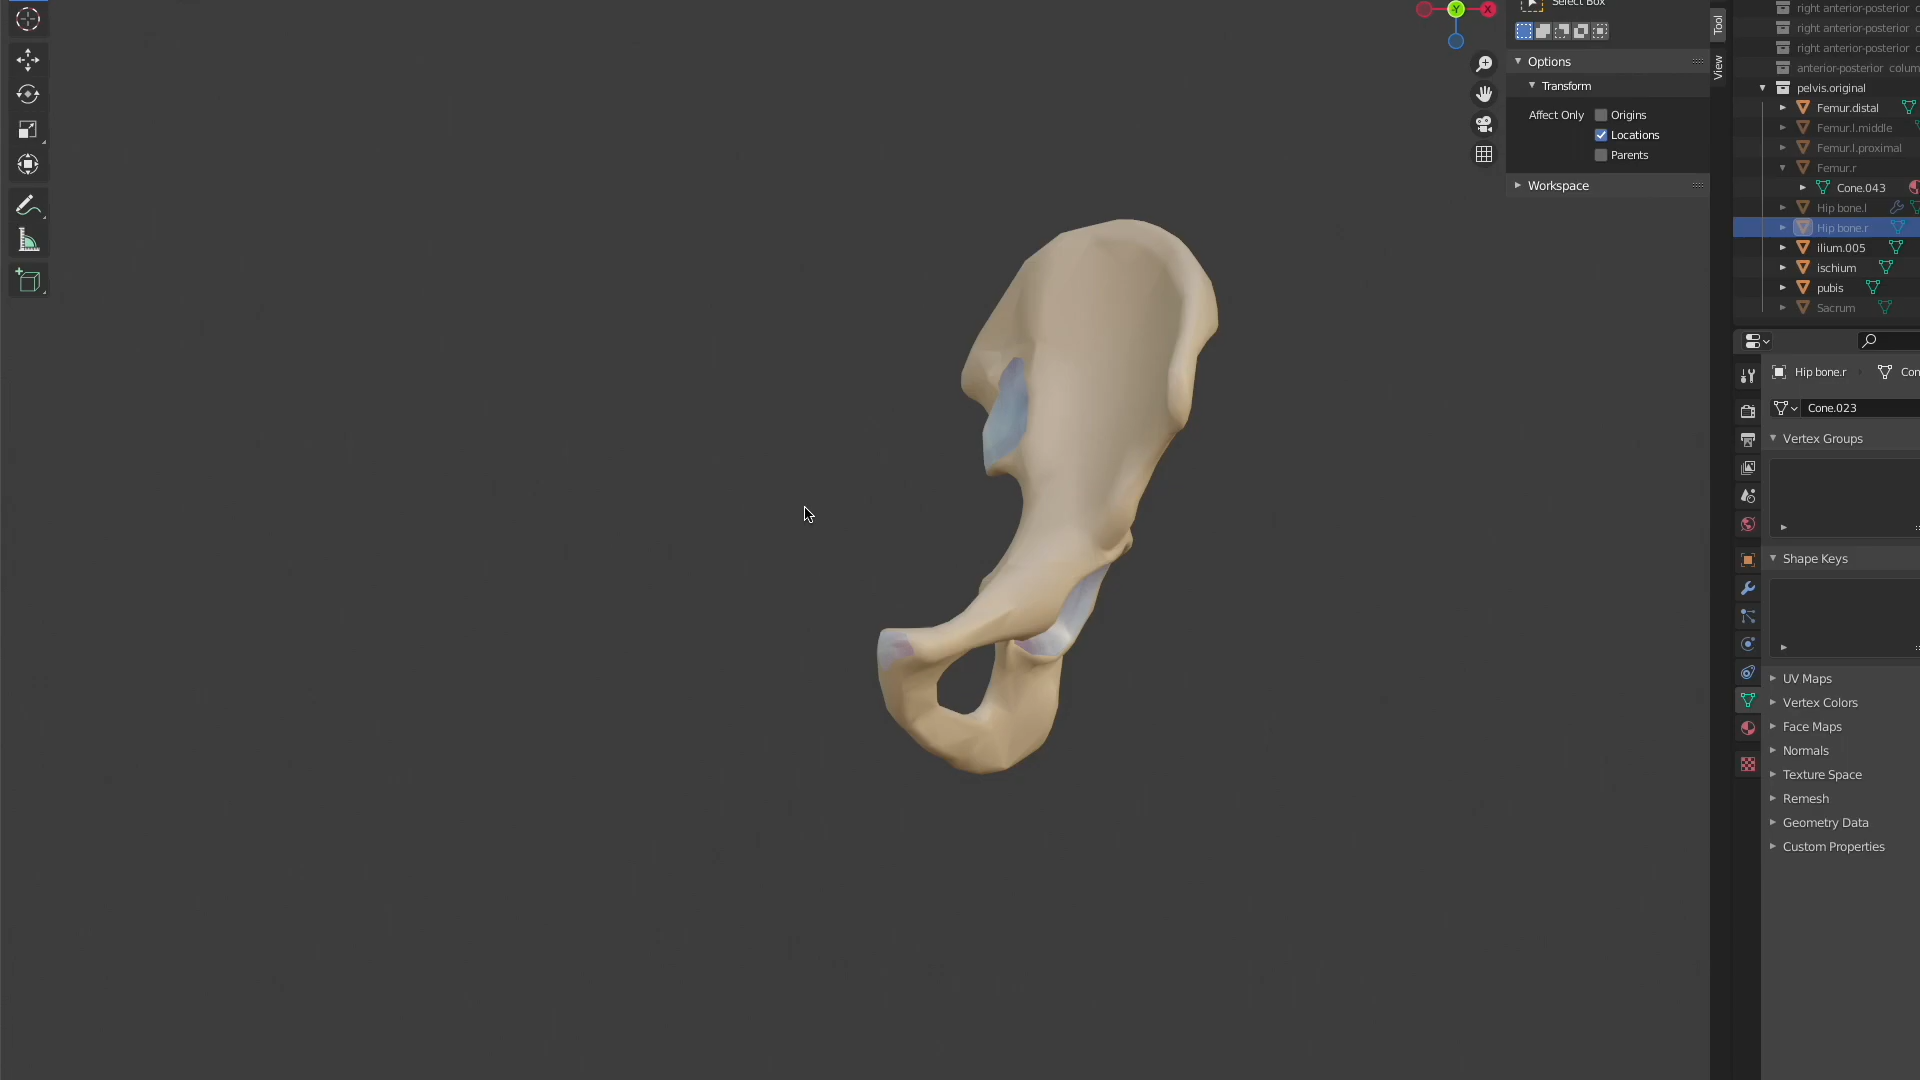 Select Box
Options
Transform
Affect Only
Origins
Locations
Parents
Workspace
Tool
View
Y
X
right anterior-posterior c
right anterior-posterior c
right anterior-posterior c
anterior-posterior colum
pelvis.original
Femur.distal
Femur.l.middle
Femur.l.proximal
Femur.r
Cone.043
Hip bone.l
Hip bone.r
ilium.005
ischium
pubis
Sacrum
Hip bone.r
Con
Cone.023
Vertex Groups
Shape Keys
UV Maps
Vertex Colors
Face Maps
Normals
Texture Space
Remesh
Geometry Data
Custom Properties